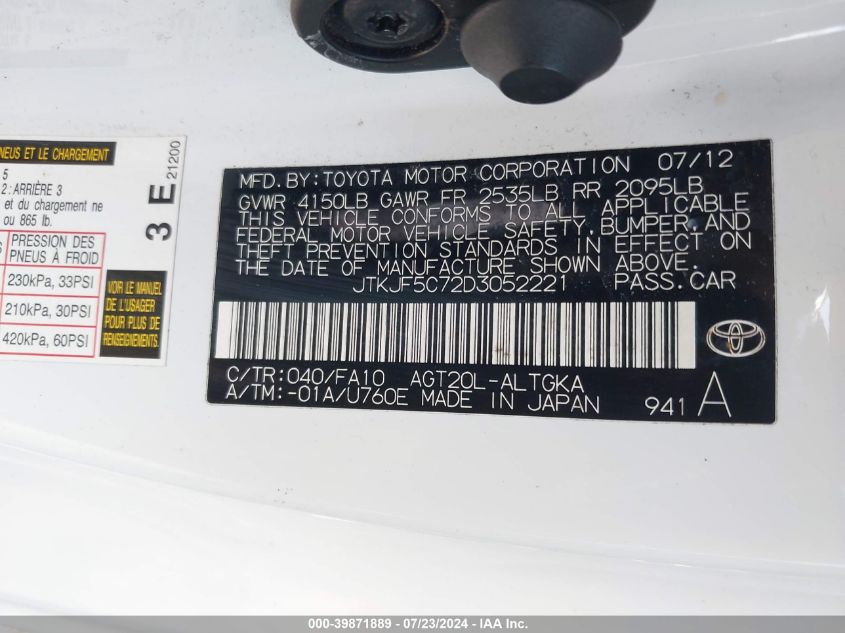 NEUS ET LE CHARGEMENT
5
2: ARRIÈRE 3
et du chargement ne
ou 865 lb.
PRESSION DES
PNEUS À FROID
230kPa, 33PSI
210kPa, 30PSI
420kPa, 60PSI
VOIR LE MANUEL
DE L'USAGER
POUR PLUS DE
RENSEIGNEMENTS.
3 E 21200
MFD. BY: TOYOTA MOTOR CORPORATION 07/12
GVWR 4150LB GAWR FR 2535LB RR 2095LB
THIS VEHICLE CONFORMS TO ALL APPLICABLE
FEDERAL MOTOR VEHICLE SAFETY, BUMPER, AND
THEFT PREVENTION STANDARDS IN EFFECT ON
THE DATE OF MANUFACTURE SHOWN ABOVE.
JTKJF5C72D3052221 PASS. CAR
C/TR: 040/FA10 AGT20L-ALTGKA
A/TM: -01A/U760E MADE IN JAPAN 941 A
000-39871889 - 07/23/2024 - IAA, Inc.